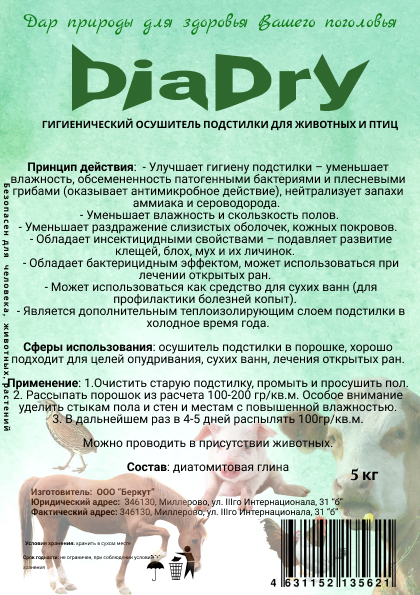 Дар природы для здоровья Вашего поголовья
DiaDry
ГИГИЕНИЧЕСКИЙ ОСУШИТЕЛЬ ПОДСТИЛКИ ДЛЯ ЖИВОТНЫХ И ПТИЦ
Принцип действия: - Улучшает гигиену подстилки – уменьшает
влажность, обсемененность патогенными бактериями и плесневыми
грибами (оказывает антимикробное действие), нейтрализует запахи
аммиака и сероводорода.
- Уменьшает влажность и скользкость полов.
- Уменьшает раздражение слизистых оболочек, кожных покровов.
- Обладает инсектицидными свойствами – подавляет развитие
клещей, блох, мух и их личинок.
- Обладает бактерицидным эффектом, может использоваться при
лечении открытых ран.
- Может использоваться как средство для сухих ванн (для
профилактики болезней копыт).
- Является дополнительным теплоизолирующим слоем подстилки в
холодное время года.
Сферы использования: осушитель подстилки в порошке, хорошо
подходит для целей опудривания, сухих ванн, лечения открытых ран.
Применение: 1.Очистить старую подстилку, промыть и просушить пол.
2. Рассыпать порошок из расчета 100-200 гр/кв.м. Особое внимание
уделить стыкам пола и стен и местам с повышенной влажностью.
3. В дальнейшем раз в 4-5 дней распылять 100гр/кв.м.
Можно проводить в присутствии животных.
Состав: диатомовая глина
5 кг
Изготовитель: ООО "Беркут"
Юридический адрес: 346130, Миллерово, ул. IIIго Интернационала, 31 "б"
Фактический адрес: 346130, Миллерово, ул. IIIго Интернационала, 31 "б"
Условия хранения: хранить в сухом месте
Срок годности: не ограничен, при соблюдении условий
хранения
4 631152 135621
Безопасен для человека, животных, растений